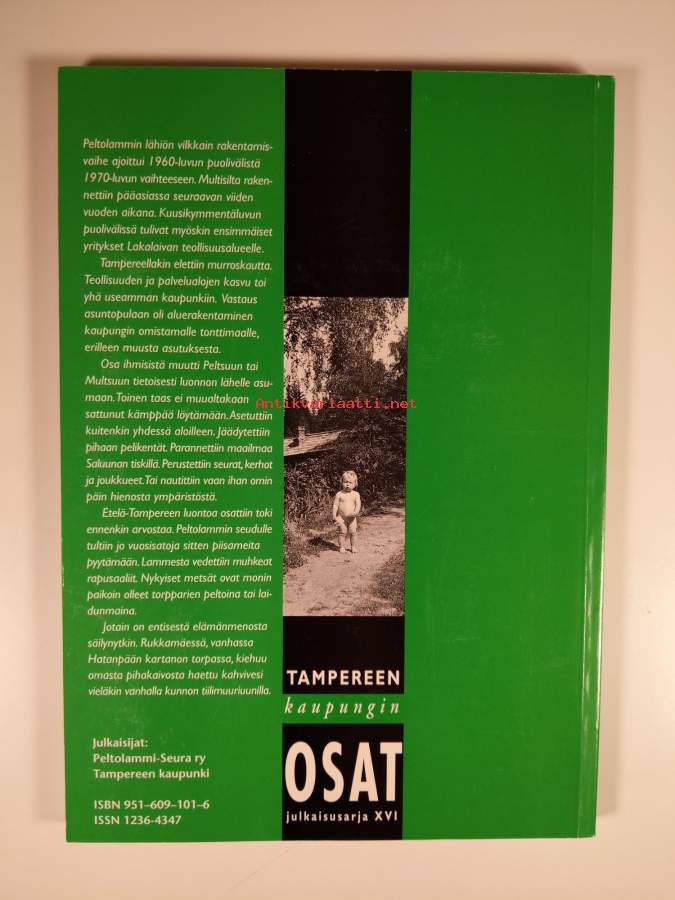 Peltolammin lähiön vilkkain rakentamis-
vaihe ajoittui 1960-luvun puolivälistä
1970-luvun vaihteeseen. Multisilta raken-
nettiin pääasiassa seuraavan viiden
vuoden aikana. Kuusikymmentäluvun
puolivälissä tulivat myöskin ensimmäiset
yritykset Lakalaivan teollisuusalueelle.
Tampereellakin elettiin murroskautta.
Teollisuuden ja palvelualojen kasvu toi
yhä useamman kaupunkiin. Vastaus
asuntopulaan oli aluerakentaminen
kaupungin omistamalle tonttimaalle,
erilleen muusta asutuksesta.
Osa ihmisistä muutti Peltsuun tai
Multsuun tietoisesti luonnon lähelle asu-
maan. Toinen taas ei muualtakaan
sattunut kämppää löytämään. Asetuttiin
kuitenkin yhdessä aloilleen. Jäädytettiin
pihaan pelikentät. Parannettiin maailmaa
Saluunan tiskillä. Perustettiin seurat, kerhot
ja joukkueet. Tai nautittiin vaan ihan omin
päin hienosta ympäristöstä.
Etelä-Tampereen luontoa osattiin toki
ennenkin arvostaa. Peltolammin seudulle
tultiin jo vuosisatoja sitten piisameita
pyytämään. Lammesta vedettiin muhkeat
rapusaaliit. Nykyiset metsät ovat monin
paikoin olleet torpparien peltoina tai lai-
dunmaina.
Jotain on entisestä elämänmenosta
säilynytkin. Rukkamäessä, vanhassa
Hatanpään kartanon torpassa, kiehuu
omasta pihakaivosta haettu kahvivesi
vieläkin vanhalla kunnon tiilimuuriuunilla.
Julkaisijat:
Peltolammi-Seura ry
Tampereen kaupunki
ISBN 951–609–101–6
ISSN 1236-4347
Antikvariaatti.net
TAMPEREEN
kaupungin
OSAT
julkaisusarja XVI